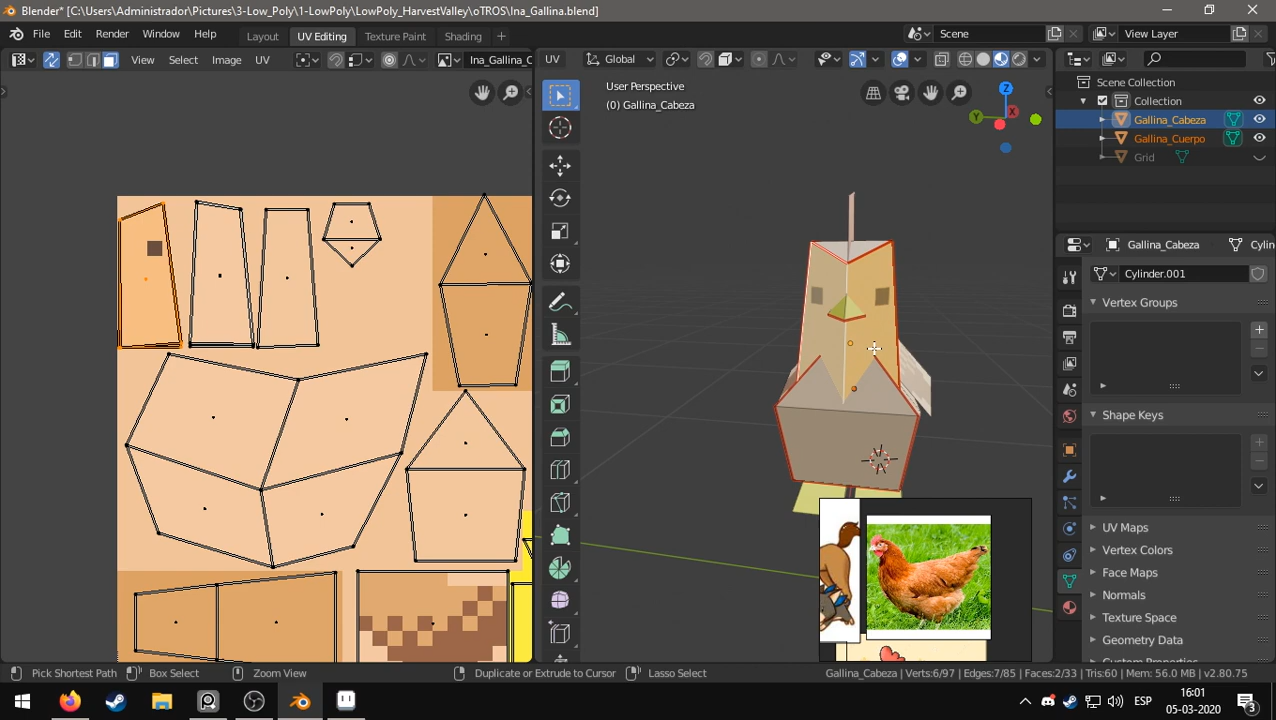 Blender* [C:\Users\Administrador\Pictures\3-Low_Poly\1-LowPoly\LowPoly_HarvestValley\oTROS\Ina_Gallina.blend]
File Edit Render Window Help Layout UV Editing Texture Paint Shading + Scene View Layer
View Select Image UV Ina_Gallina_C UV Global
User Perspective
(0) Gallina_Cabeza
Z
X
Y
Scene Collection
Collection
Gallina_Cabeza
Gallina_Cuerpo
Grid
Gallina_Cabeza Cylin
Cylinder.001
Vertex Groups
Shape Keys
UV Maps
Vertex Colors
Face Maps
Normals
Texture Space
Geometry Data
Custom Properties
Pick Shortest Path Box Select Zoom View Duplicate or Extrude to Cursor Lasso Select Gallina_Cabeza | Verts:6/97 | Edges:7/85 | Faces:2/33 | Tris:60 | Mem: 56.0 MB | v2.80.75
ESP
16:01
05-03-2020
3